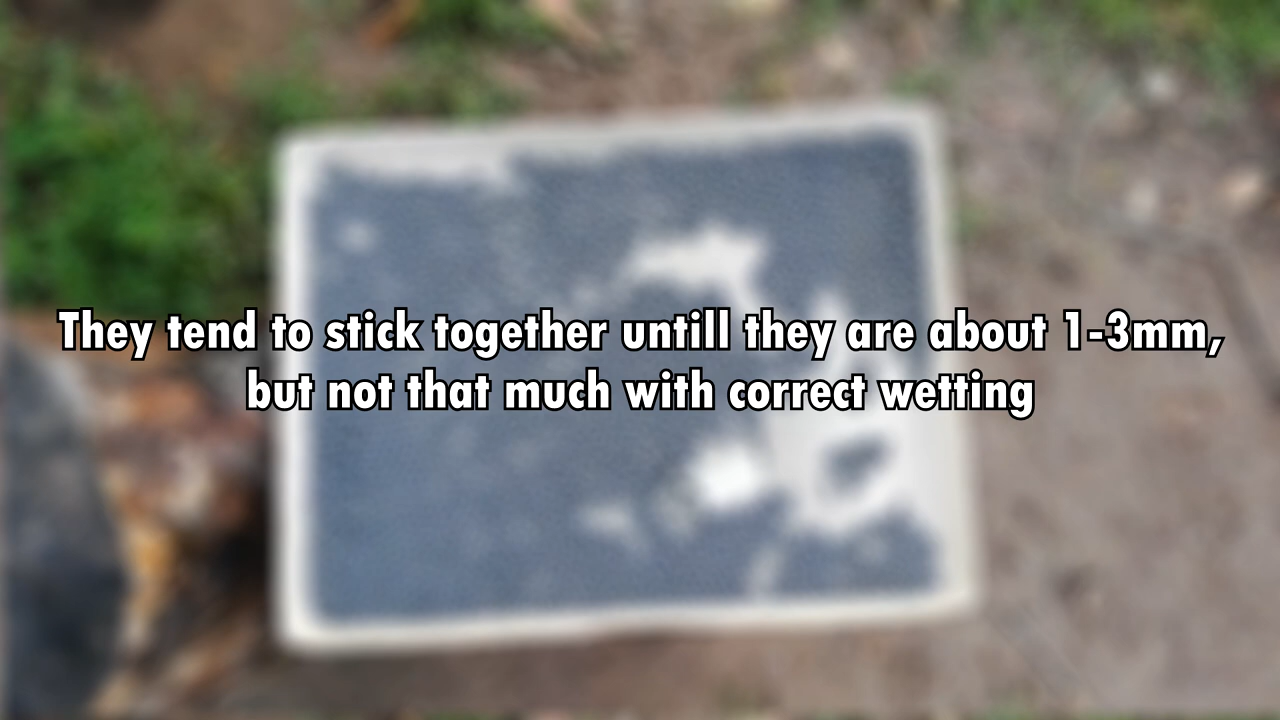 They tend to stick together untill they are about 1-3mm,
but not that much with correct wetting